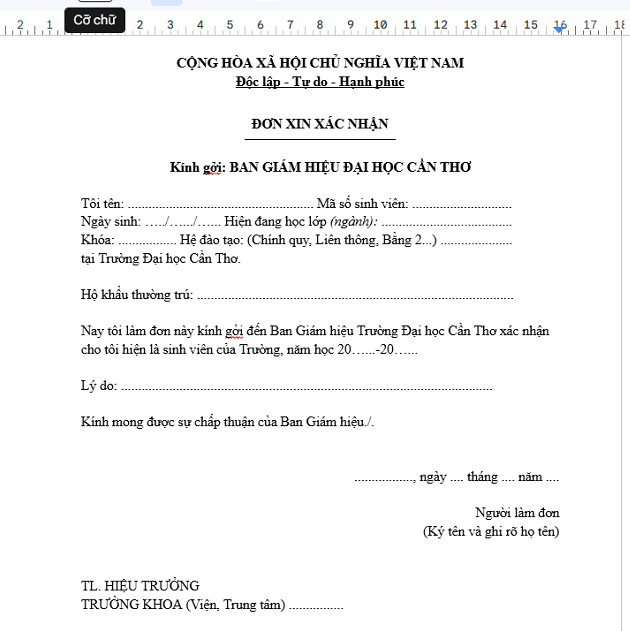 Cỡ chữ
2 1 2 3 4 5 6 7 8 9 10 11 12 13 14 15 16 17 18
CỘNG HÒA XÃ HỘI CHỦ NGHĨA VIỆT NAM
Độc lập - Tự do - Hạnh phúc
ĐƠN XIN XÁC NHẬN
Kính gởi: BAN GIÁM HIỆU ĐẠI HỌC CẦN THƠ
Tôi tên: ...................................................... Mã số sinh viên: .............................
Ngày sinh: …../…../…... Hiện đang học lớp (ngành): ......................................
Khóa: ................. Hệ đào tạo: (Chính quy, Liên thông, Bằng 2...) .....................
tại Trường Đại học Cần Thơ.
Hộ khẩu thường trú: ............................................................................................
Nay tôi làm đơn này kính gởi đến Ban Giám hiệu Trường Đại học Cần Thơ xác nhận
cho tôi hiện là sinh viên của Trường, năm học 20…...-20…...
Lý do: ............................................................................................................
Kính mong được sự chấp thuận của Ban Giám hiệu./.
................., ngày .... tháng .... năm ....
Người làm đơn
(Ký tên và ghi rõ họ tên)
TL. HIỆU TRƯỞNG
TRƯỞNG KHOA (Viện, Trung tâm) ................